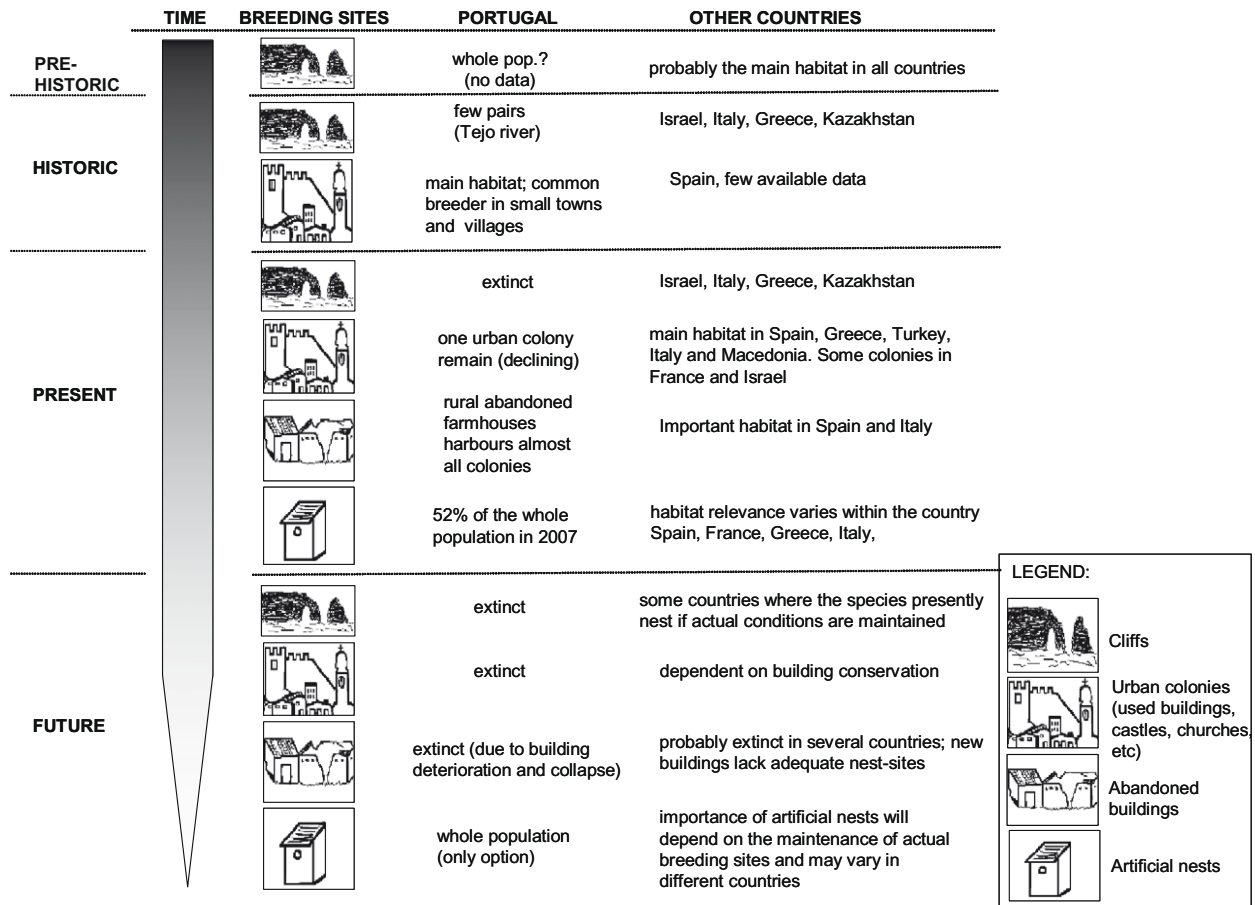 TIME BREEDING SITES PORTUGAL OTHER COUNTRIES
PRE-
HISTORIC
whole pop.?
(no data)
probably the main habitat in all countries
HISTORIC
few pairs
(Tejo river)
Israel, Italy, Greece, Kazakhstan
main habitat; common
breeder in small towns
and villages
Spain, few available data
PRESENT
extinct
Israel, Italy, Greece, Kazakhstan
one urban colony
remain (declining)
main habitat in Spain, Greece, Turkey,
Italy and Macedonia. Some colonies in
France and Israel
rural abandoned
farmhouses
harbours almost
all colonies
Important habitat in Spain and Italy
52% of the whole
population in 2007
habitat relevance varies within the country
Spain, France, Greece, Italy,
FUTURE
extinct
some countries where the species presently
nest if actual conditions are maintained
extinct
dependent on building conservation
extinct (due to building
deterioration and collapse)
probably extinct in several countries; new
buildings lack adequate nest-sites
whole population
(only option)
importance of artificial nests will
depend on the maintenance of actual
breeding sites and may vary in
different countries
LEGEND:
Cliffs
Urban colonies
(used buildings,
castles, churches,
etc)
Abandoned
buildings
Artificial nests